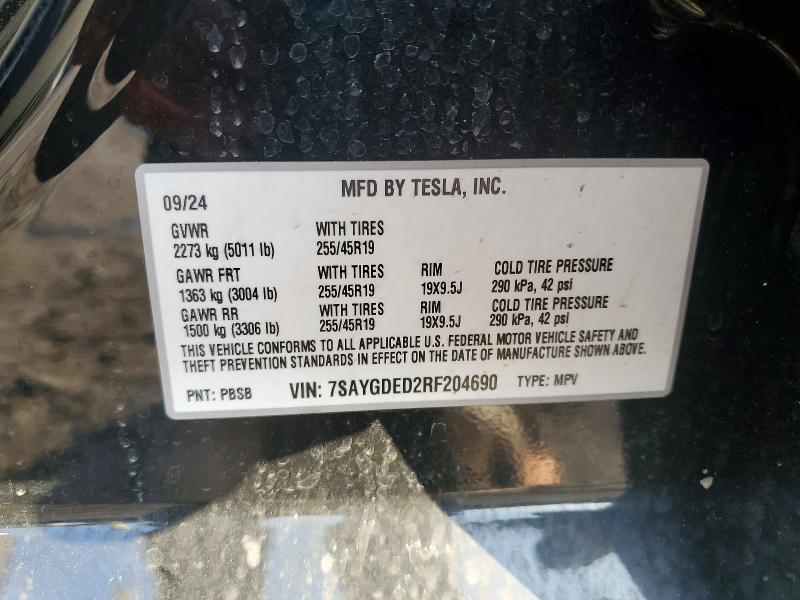 MFD BY TESLA, INC.
09/24
GVWR WITH TIRES
2273 kg (5011 lb) 255/45R19
GAWR FRT WITH TIRES RIM COLD TIRE PRESSURE
1363 kg (3004 lb) 255/45R19 19X9.5J 290 kPa, 42 psi
GAWR RR WITH TIRES RIM COLD TIRE PRESSURE
1500 kg (3306 lb) 255/45R19 19X9.5J 290 kPa, 42 psi
THIS VEHICLE CONFORMS TO ALL APPLICABLE U.S. FEDERAL MOTOR VEHICLE SAFETY AND
THEFT PREVENTION STANDARDS IN EFFECT ON THE DATE OF MANUFACTURE SHOWN ABOVE.
PNT: PBSB VIN: 7SAYGDED2RF204690 TYPE: MPV